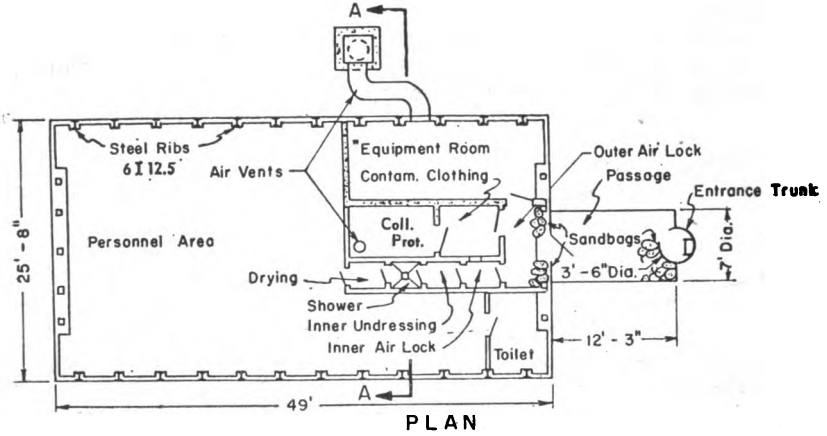 A
Steel Ribs
6 I 12.5
Air Vents
"Equipment Room
Contam. Clothing
Outer Air Lock
Passage
Entrance Trunk
25' - 8"
Personnel Area
Coll.
Prot.
Sandbags
3' - 6" Dia.
7' Dia.
Drying
Shower
Inner Undressing
Inner Air Lock
Toilet
12' - 3"
A
49'
PLAN